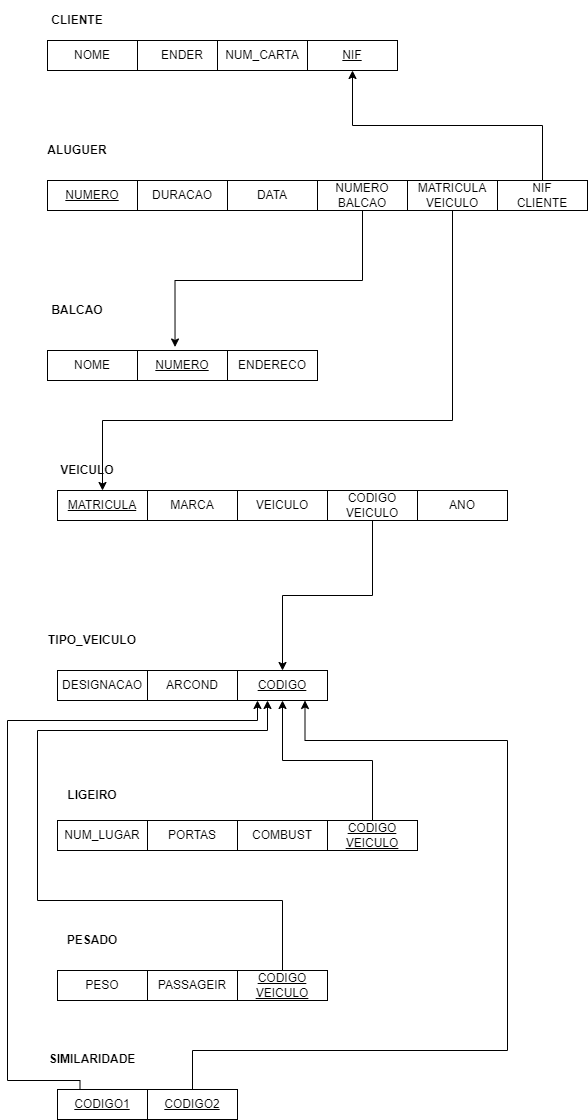 CLIENTE
NOME ENDER NUM_CARTA NIF
ALUGUER
NUMERO DURACAO DATA NUMERO BALCAO MATRICULA VEICULO NIF CLIENTE
BALCAO
NOME NUMERO ENDERECO
VEICULO
MATRICULA MARCA VEICULO CODIGO VEICULO ANO
TIPO_VEICULO
DESIGNACAO ARCOND CODIGO
LIGEIRO
NUM_LUGAR PORTAS COMBUST CODIGO VEICULO
PESADO
PESO PASSAGEIR CODIGO VEICULO
SIMILARIDADE
CODIGO1 CODIGO2